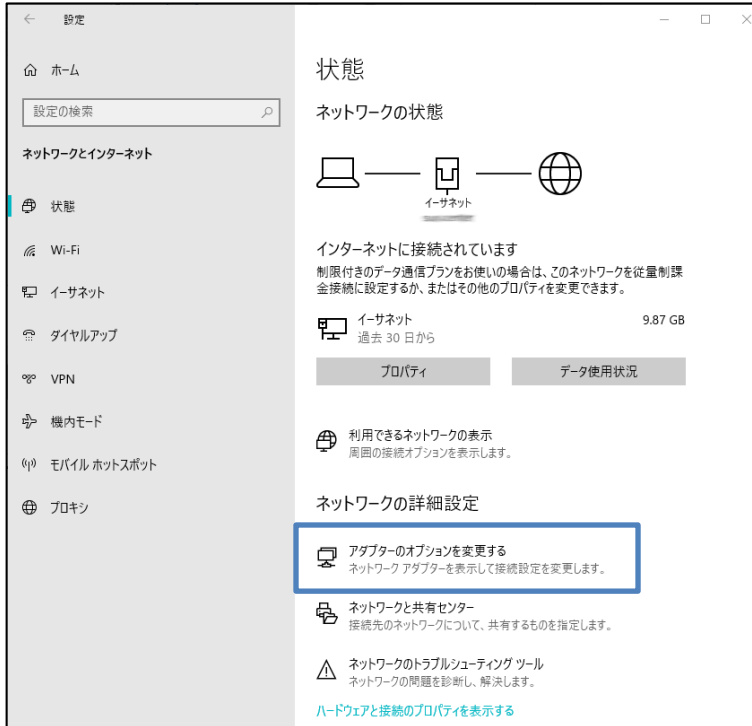 設定
ホーム
設定の検索
ネットワークとインターネット
状態
Wi-Fi
イーサネット
ダイヤルアップ
VPN
機内モード
モバイル ホットスポット
プロキシ
状態
ネットワークの状態
イーサネット
インターネットに接続されています
制限付きのデータ通信プランをお使いの場合は、このネットワークを従量制課
金接続に設定するか、またはその他のプロパティを変更できます。
イーサネット 9.87 GB
過去 30 日から
プロパティ データ使用状況
利用できるネットワークの表示
周囲の接続オプションを表示します。
ネットワークの詳細設定
アダプターのオプションを変更する
ネットワーク アダプターを表示して接続設定を変更します。
ネットワークと共有センター
接続先のネットワークについて、共有するものを指定します。
ネットワークのトラブルシューティング ツール
ネットワークの問題を診断し、解決します。
ハードウェアと接続のプロパティを表示する